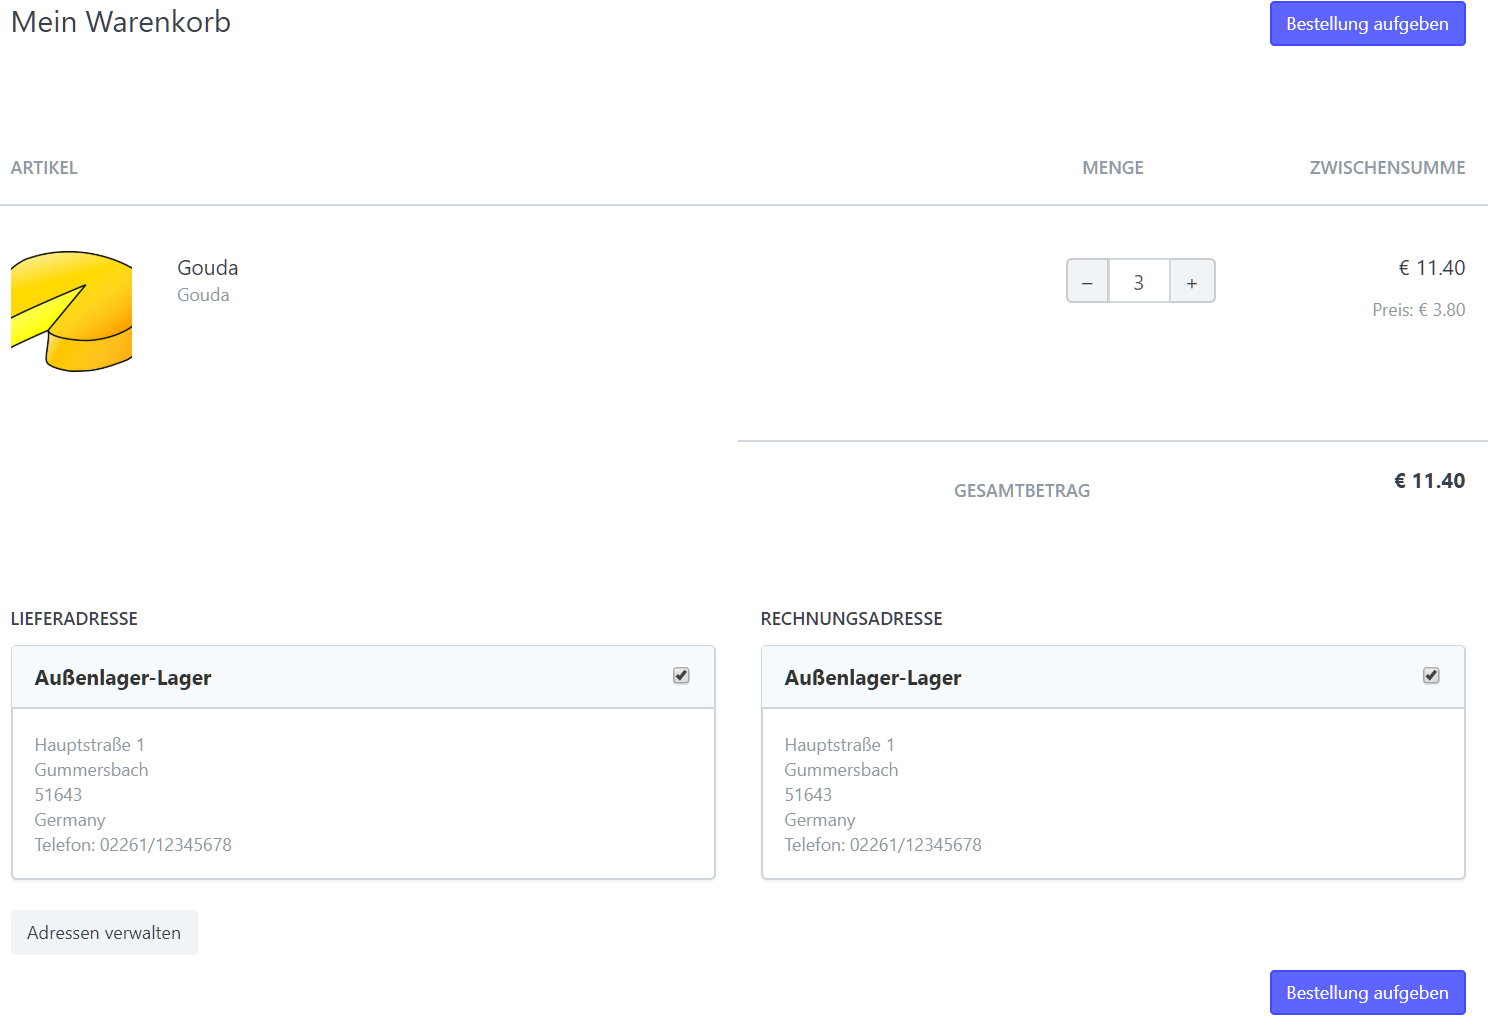 Mein Warenkorb
Bestellung aufgeben
ARTIKEL
MENGE
ZWISCHENSUMME
Gouda
Gouda
– 3 +
€ 11.40
Preis: € 3.80
GESAMTBETRAG
€ 11.40
LIEFERADRESSE
Außenlager-Lager
Hauptstraße 1
Gummersbach
51643
Germany
Telefon: 02261/12345678
RECHNUNGSADRESSE
Außenlager-Lager
Hauptstraße 1
Gummersbach
51643
Germany
Telefon: 02261/12345678
Adressen verwalten
Bestellung aufgeben